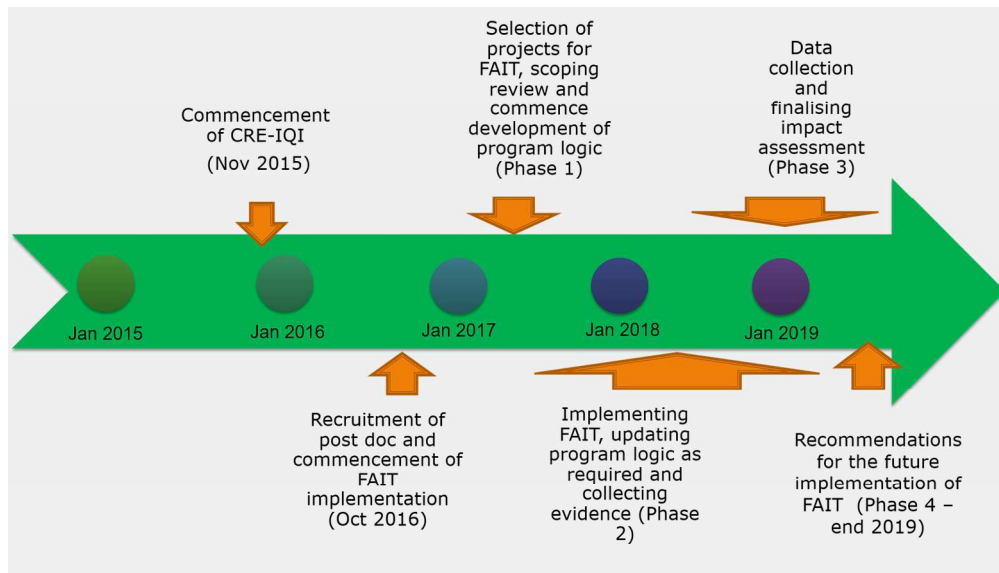 Commencement
of CRE-IQI
(Nov 2015)
Selection of
projects for
FAIT, scoping
review and
commence
development of
program logic
(Phase 1)
Data
collection
and
finalising
impact
assessment
(Phase 3)
Jan 2015
Jan 2016
Jan 2017
Jan 2018
Jan 2019
Recruitment of
post doc and
commencement of
FAIT
implementation
(Oct 2016)
Implementing
FAIT, updating
program logic as
required and
collecting
evidence (Phase
2)
Recommendations
for the future
implementation of
FAIT (Phase 4 –
end 2019)